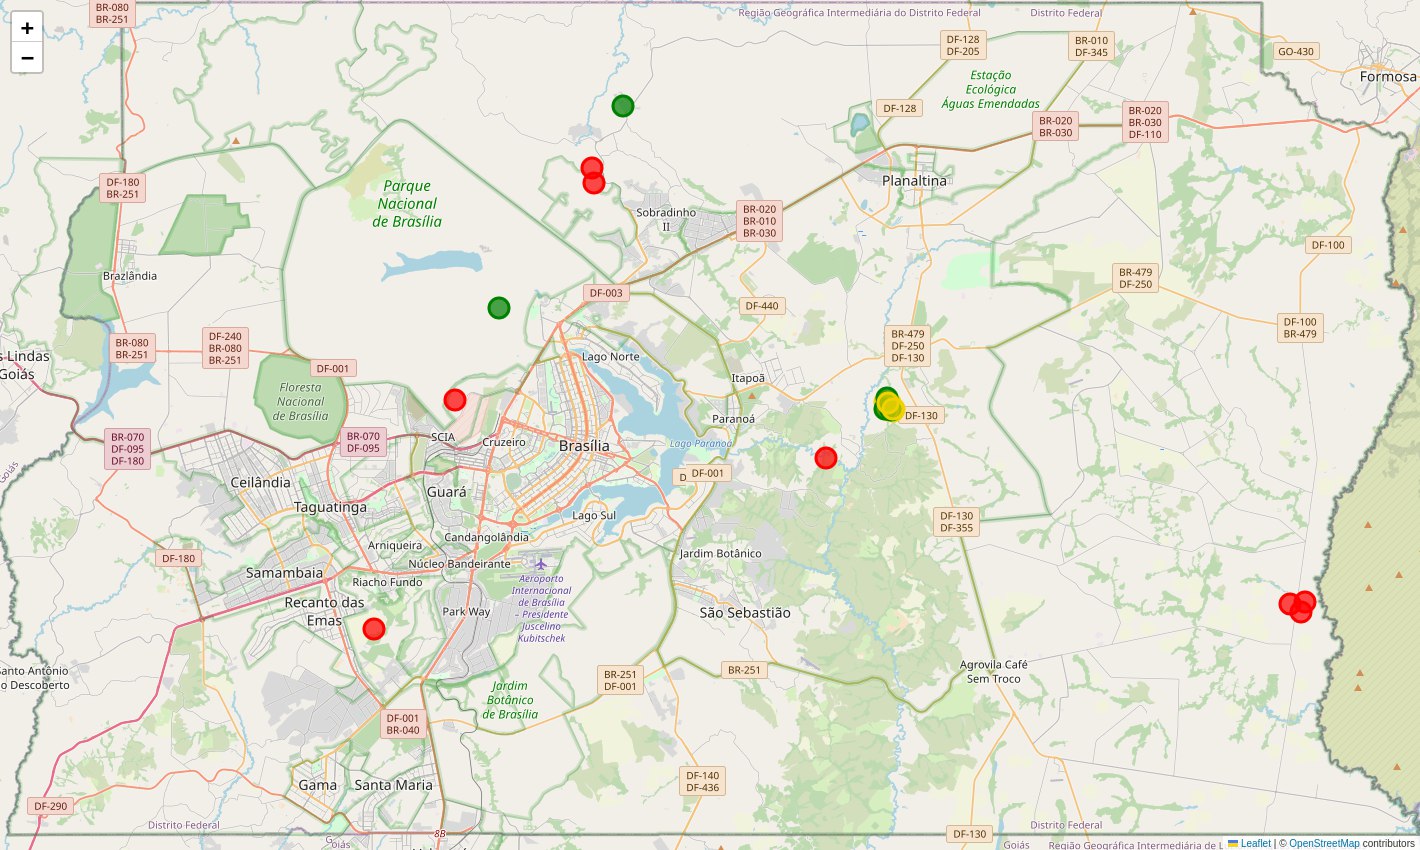 +
−
BR-080
BR-251
Região Geográfica Intermediária do Distrito Federal
Distrito Federal
DF-128
DF-205
BR-010
DF-345
GO-430
Formosa
Estação
Ecológica
Águas Emendadas
DF-128
BR-020
BR-030
BR-020
BR-030
DF-110
DF-180
BR-251
Parque
Nacional
de Brasília
Planaltina
Sobradinho
II
BR-020
BR-010
BR-030
DF-100
Brazlândia
BR-479
DF-250
DF-003
DF-440
DF-100
BR-479
DF-240
BR-080
BR-251
BR-080
BR-251
BR-479
DF-250
DF-130
s Lindas
Goiás
DF-001
Lago Norte
Itapoã
Floresta
Nacional
de Brasília
Paranoá
DF-130
BR-070
DF-095
DF-180
BR-070
DF-095
SCIA
Cruzeiro
Brasília
Lago Paranoá
Goiás
Ceilândia
Guará
D
DF-001
Taguatinga
Lago Sul
DF-130
DF-355
Candangolândia
Arniqueira
Jardim Botânico
DF-180
Núcleo Bandeirante
Samambaia
Riacho Fundo
Aeroporto
Internacional
de Brasília
– Presidente
Juscelino
Kubitschek
Recanto das
Emas
Park Way
São Sebastião
Santo Antônio
o Descoberto
BR-251
DF-001
BR-251
Agrovila Café
Sem Troco
Jardim
Botânico
de Brasília
DF-001
BR-040
Gama
Santa Maria
DF-140
DF-436
DF-290
Distrito Federal
Goiás
8B
DF-130
Distrito Federal
Goiás
Região Geográfica Intermediária de L
Leaflet | © OpenStreetMap contributors